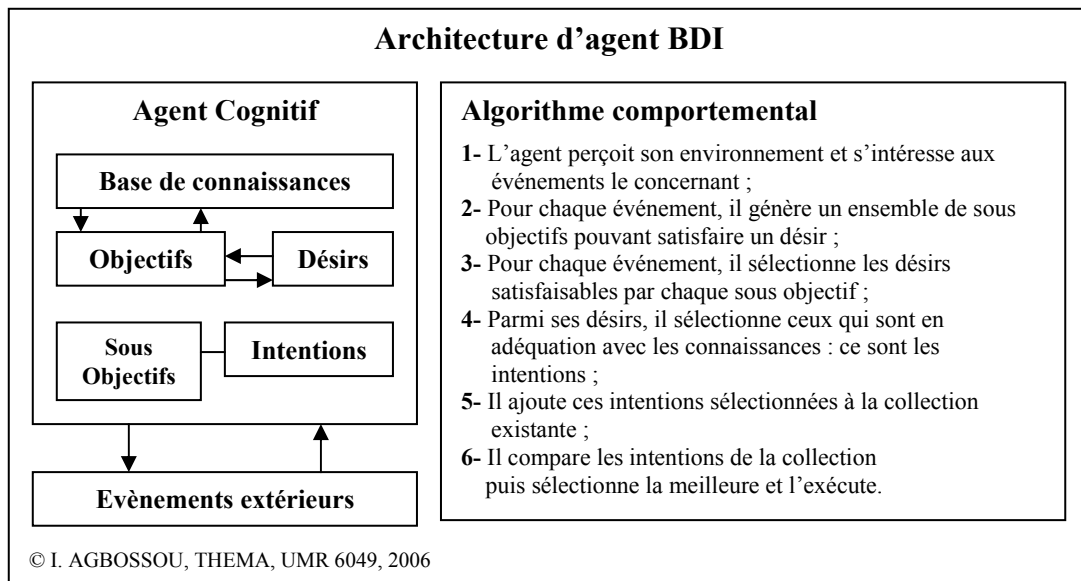 Architecture d’agent BDI
Agent Cognitif
Base de connaissances
Objectifs
Désirs
Sous
Objectifs
Intentions
Evènements extérieurs
Algorithme comportemental
1- L’agent perçoit son environnement et s’intéresse aux
événements le concernant ;
2- Pour chaque événement, il génère un ensemble de sous
objectifs pouvant satisfaire un désir ;
3- Pour chaque événement, il sélectionne les désirs
satisfaisables par chaque sous objectif ;
4- Parmi ses désirs, il sélectionne ceux qui sont en
adéquation avec les connaissances : ce sont les
intentions ;
5- Il ajoute ces intentions sélectionnées à la collection
existante ;
6- Il compare les intentions de la collection
puis sélectionne la meilleure et l’exécute.
© I. AGBOSSOU, THEMA, UMR 6049, 2006